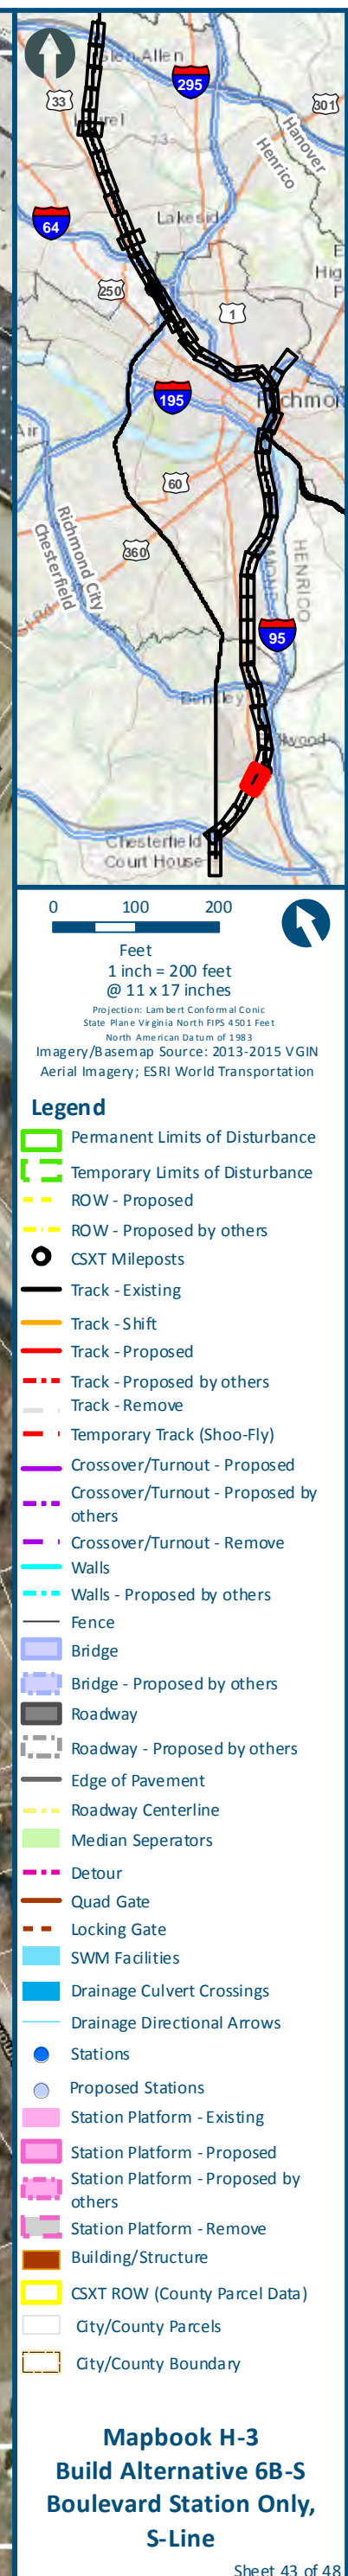 Glen Allen
295
33
301
Hanover
Henrico
Lakesid
64
250
1
Richmor
195
Air
60
Richmond City
Chesterfield
360
HENRICO
95
Chesterfield
Court House
0 100 200
Feet
1 inch = 200 feet
@ 11 x 17 inches
Projection: Lambert Conformal Conic
State Plane Virginia North FIPS 4501 Feet
North American Datum of 1983
Imagery/Basemap Source: 2013-2015 VGIN
Aerial Imagery; ESRI World Transportation
Legend
Permanent Limits of Disturbance
Temporary Limits of Disturbance
ROW - Proposed
ROW - Proposed by others
CSXT Mileposts
Track - Existing
Track - Shift
Track - Proposed
Track - Proposed by others
Track - Remove
Temporary Track (Shoo-Fly)
Crossover/Turnout - Proposed
Crossover/Turnout - Proposed by
others
Crossover/Turnout - Remove
Walls
Walls - Proposed by others
Fence
Bridge
Bridge - Proposed by others
Roadway
Roadway - Proposed by others
Edge of Pavement
Roadway Centerline
Median Seperators
Detour
Quad Gate
Locking Gate
SWM Facilities
Drainage Culvert Crossings
Drainage Directional Arrows
Stations
Proposed Stations
Station Platform - Existing
Station Platform - Proposed
Station Platform - Proposed by
others
Station Platform - Remove
Building/Structure
CSXT ROW (County Parcel Data)
City/County Parcels
City/County Boundary
Mapbook H-3
Build Alternative 6B-S
Boulevard Station Only,
S-Line
Sheet 43 of 48